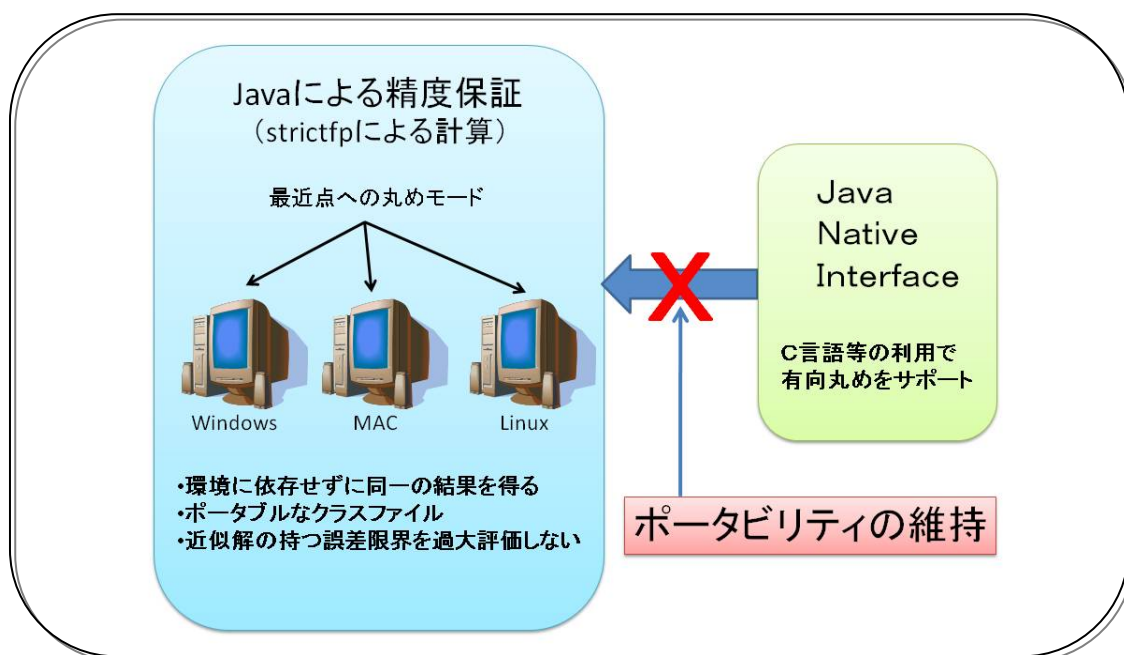 Javaによる精度保証
（strictfpによる計算）
最近点への丸めモード
Windows
MAC
Linux
・環境に依存せずに同一の結果を得る
・ポータブルなクラスファイル
・近似解の持つ誤差限界を過大評価しない
Java
Native
Interface
C言語等の利用で
有向丸めをサポート
ポータビリティの維持